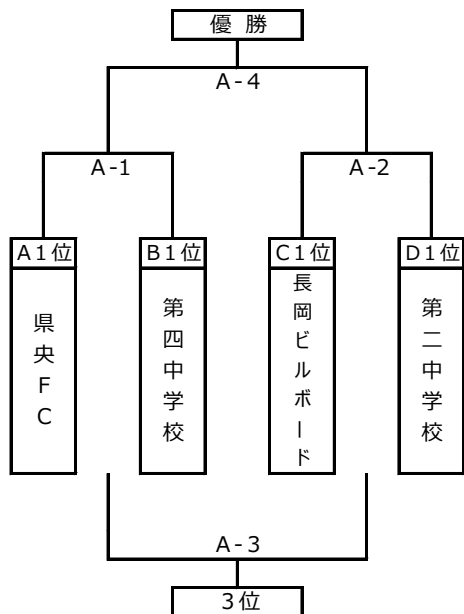 優勝
A-4
A-1
A-2
A1位
B1位
C1位
D1位
県央FC
第四中学校
長岡ビルボード
第二中学校
A-3
3位